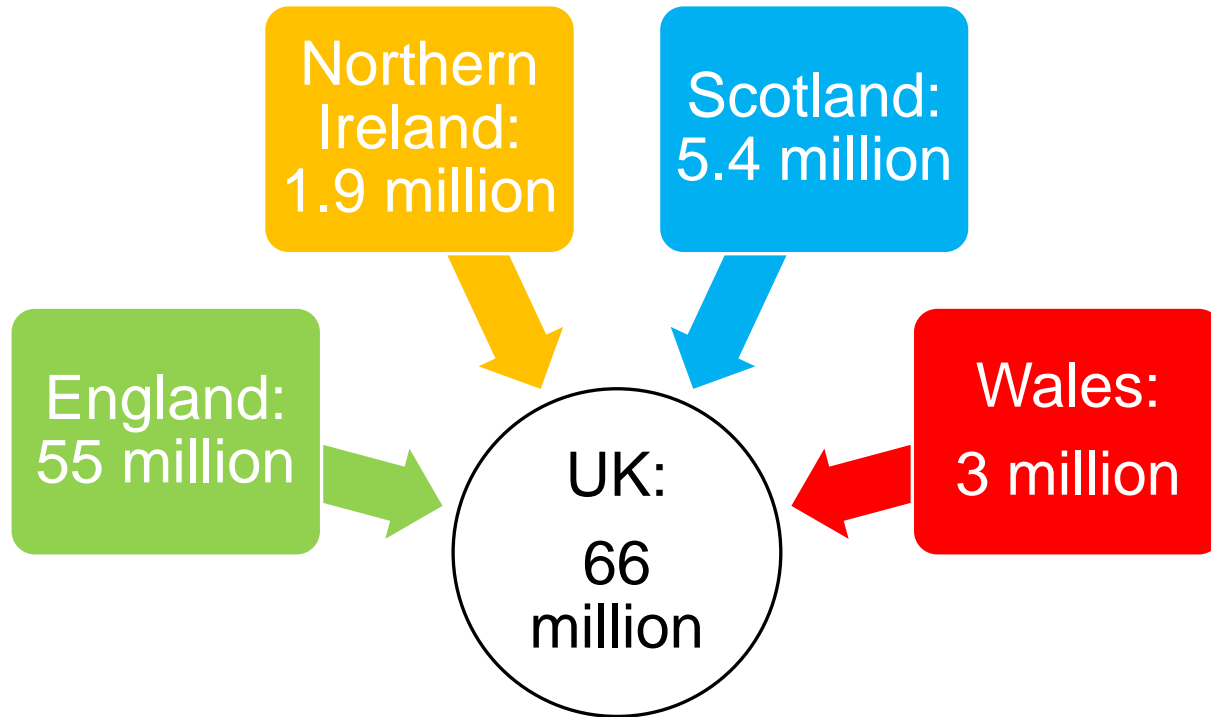 Northern
Ireland:
1.9 million
Scotland:
5.4 million
England:
55 million
Wales:
3 million
UK:
66
million